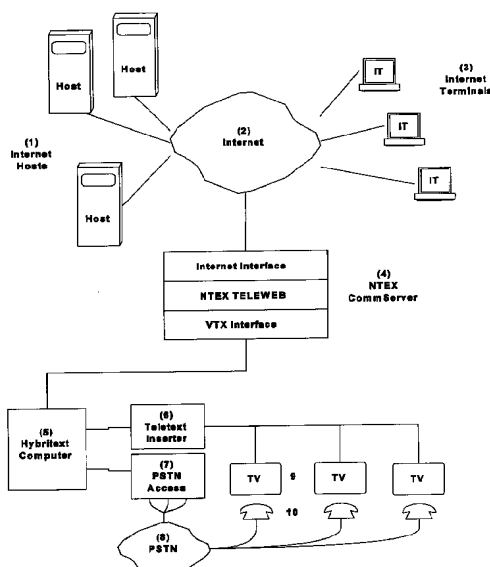 Host
Host
(1)
Internet
Hosts
Host
(2)
Internet
IT
IT
IT
(3)
Internet
Terminals
Internet Interface
NTEX TELEWEB
VTX Interface
(4)
NTEX
CommServer
(5)
Hybritext
Computer
(6)
Teletext
Inserter
(7)
PSTN
Access
(8)
PSTN
TV
9
TV
TV
10